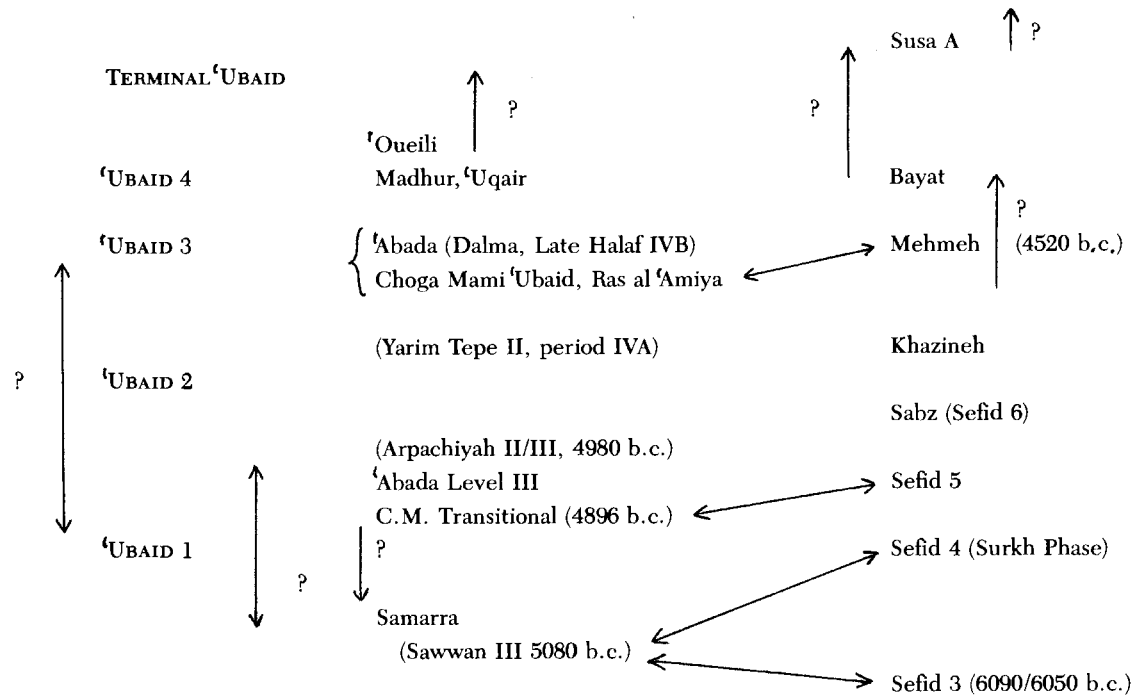 Susa A ?
TERMINAL ʿUBAID
? ?
ʿOueili
ʿUBAID 4 Madhur, ʿUqair Bayat
?
ʿUBAID 3 ʿAbada (Dalma, Late Halaf IVB) Mehmeh (4520 b.c.)
Choga Mami ʿUbaid, Ras al ʿAmiya
(Yarim Tepe II, period IVA) Khazineh
? ʿUBAID 2
Sabz (Sefid 6)
(Arpachiyah II/III, 4980 b.c.)
ʿAbada Level III Sefid 5
C.M. Transitional (4896 b.c.)
ʿUBAID 1 ? Sefid 4 (Surkh Phase)
?
Samarra
(Sawwan III 5080 b.c.)
Sefid 3 (6090/6050 b.c.)